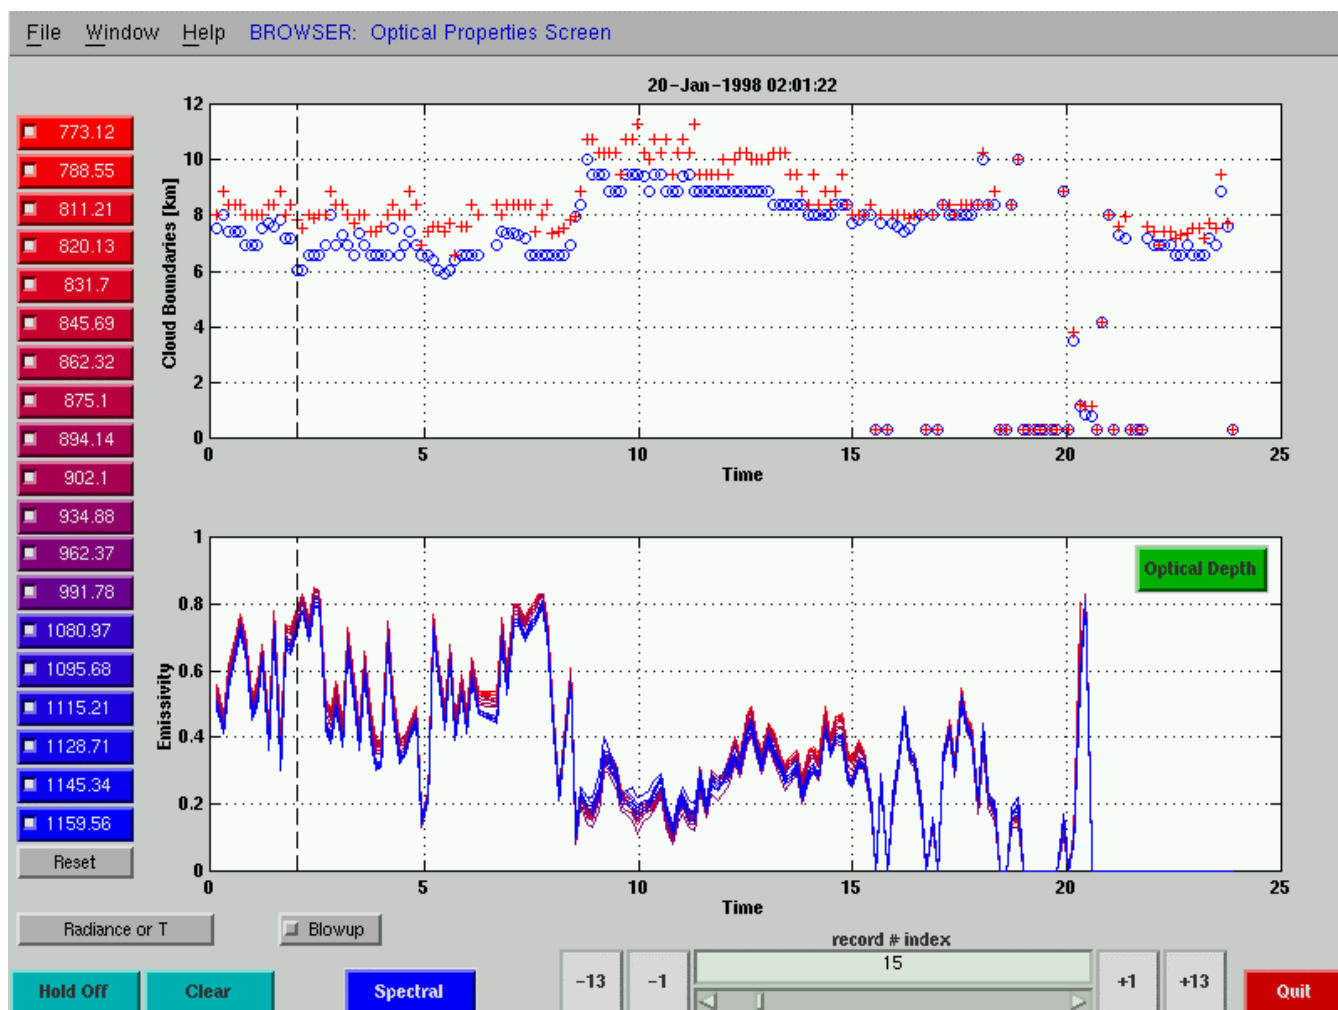 File Window Help BROWSER: Optical Properties Screen
20-Jan-1998 02:01:22
773.12
788.55
811.21
820.13
831.7
845.69
862.32
875.1
894.14
902.1
934.88
962.37
991.78
1080.97
1095.68
1115.21
1128.71
1145.34
1159.56
Reset
Cloud Boundaries [km]
12
10
8
6
4
2
0
0 5 10 15 20 25
Time
Optical Depth
Emissivity
1
0.8
0.6
0.4
0.2
0
0 5 10 15 20 25
Time
Radiance or T
Blowup
record # index
15
-13 -1 +1 +13
Hold Off Clear Spectral Quit